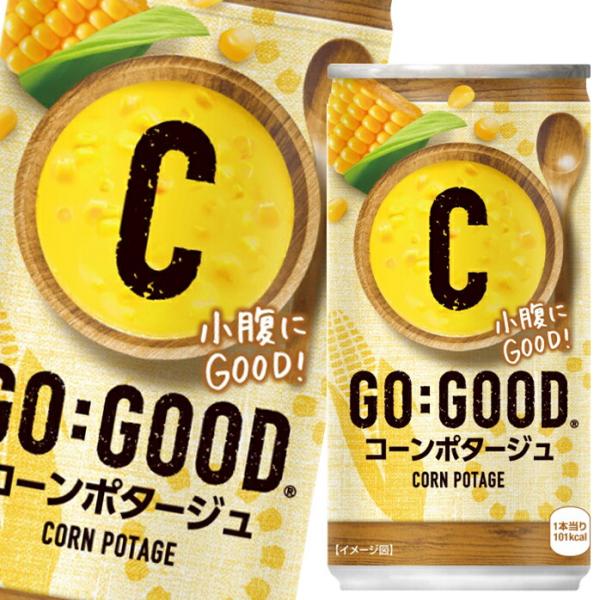 C
小腹に
GOOD!
GO:GOOD®
コーンポタージュ
CORN POTAGE
C
小腹に
GOOD!
GO:GOOD®
コーンポタージュ
CORN POTAGE
【イメージ図】
1本当り
101kcal